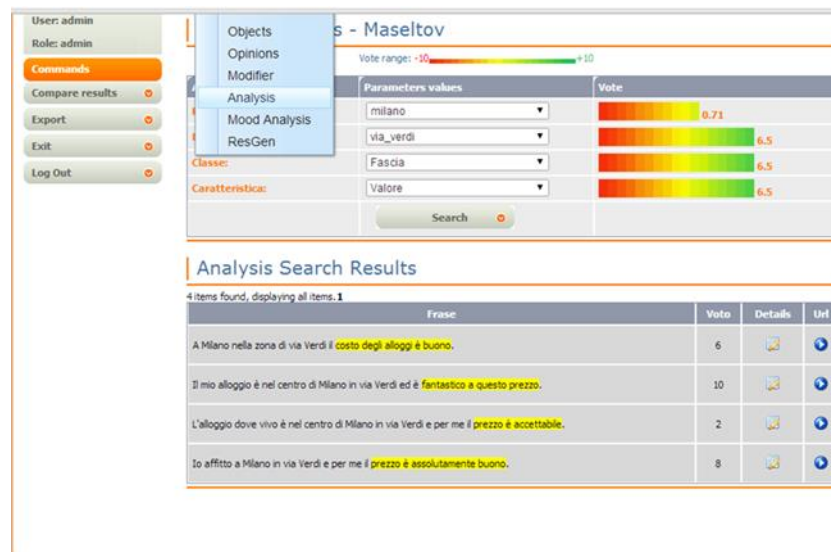 User: admin
Role: admin
Commands
Compare results
Export
Exit
Log Out
Objects
Opinions
Modifier
Analysis
Mood Analysis
ResGen
s - Maseltov
Vote range: -10 +10
Parameters values Vote
milano 0.71
via_verdi 6.5
Classe: Fascia 6.5
Caratteristica: Valore 6.5
Search
Analysis Search Results
4 items found, displaying all items. 1
Frase Voto Details Url
A Milano nella zona di via Verdi il costo degli alloggi è buono. 6
Il mio alloggio è nel centro di Milano in via Verdi ed è fantastico a questo prezzo. 10
L'alloggio dove vivo è nel centro di Milano in via Verdi e per me il prezzo è accettabile. 2
Io affitto a Milano in via Verdi e per me il prezzo è assolutamente buono. 8